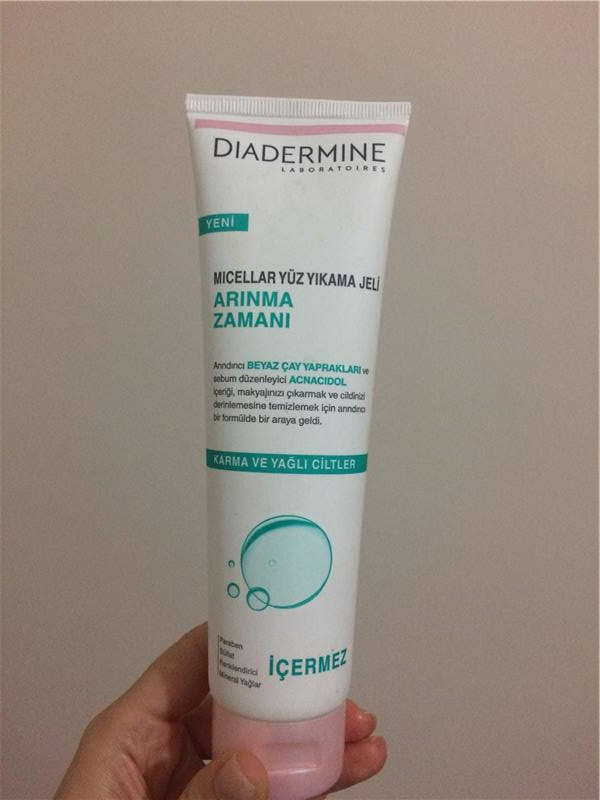 DIADERMINE
LABORATOIRES
YENİ
MICELLAR YÜZ YIKAMA JELİ
ARINMA
ZAMANI
Arındırıcı BEYAZ ÇAY YAPRAKLARI ve
sebum düzenleyici ACNACIDOL
içeriği, makyajınızı çıkarmak ve cildinizi
derinlemesine temizlemek için arındırıcı
bir formülde bir araya geldi.
KARMA VE YAĞLI CİLTLER
Paraben
Sülfat
Renklendirici
Mineral Yağlar
İÇERMEZ